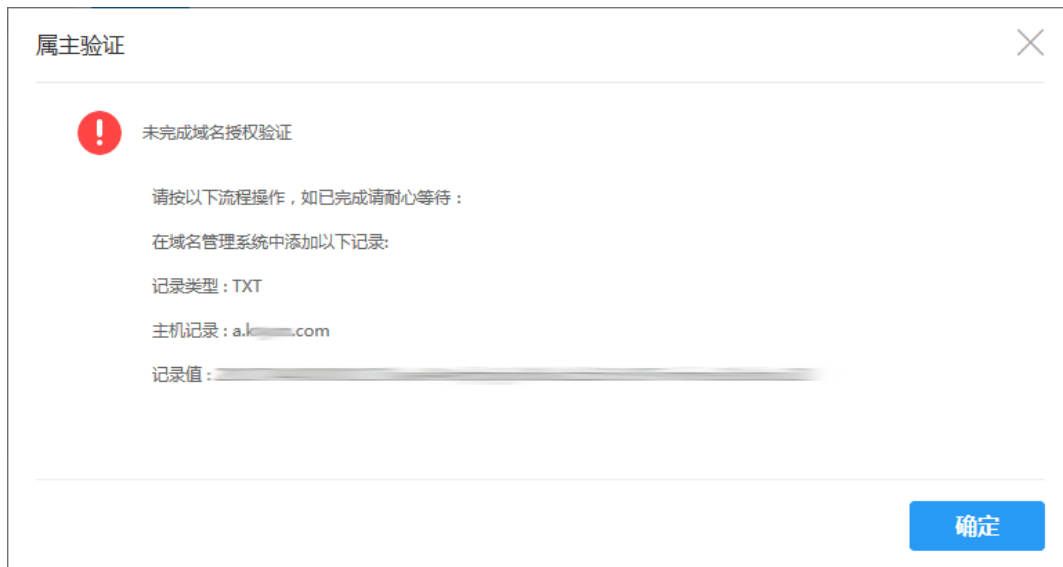 属主验证
未完成域名授权验证
请按以下流程操作，如已完成请耐心等待：
在域名管理系统中添加以下记录:
记录类型 : TXT
主机记录 : a.k .com
记录值 :
确定